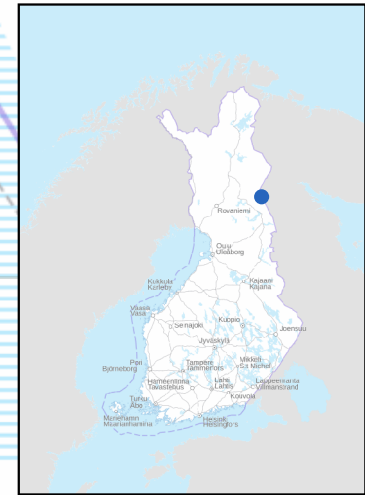 Rovaniemi
Oulu
Uleåborg
Kokkola
Karleby
Kajaani
Kajana
Vaasa
Vasa
Seinäjoki
Kuopio
Joensuu
Jyväskylä
Pori
Björneborg
Tampere
Tammerfors
Mikkeli
S:t Michel
Hämeenlinna
Tavastehus
Lahti
Lahtis
Lappeenranta
Villmanstrand
Kouvola
Turku
Åbo
Helsinki
Helsingfors
Mariehamn
Maarianhamina